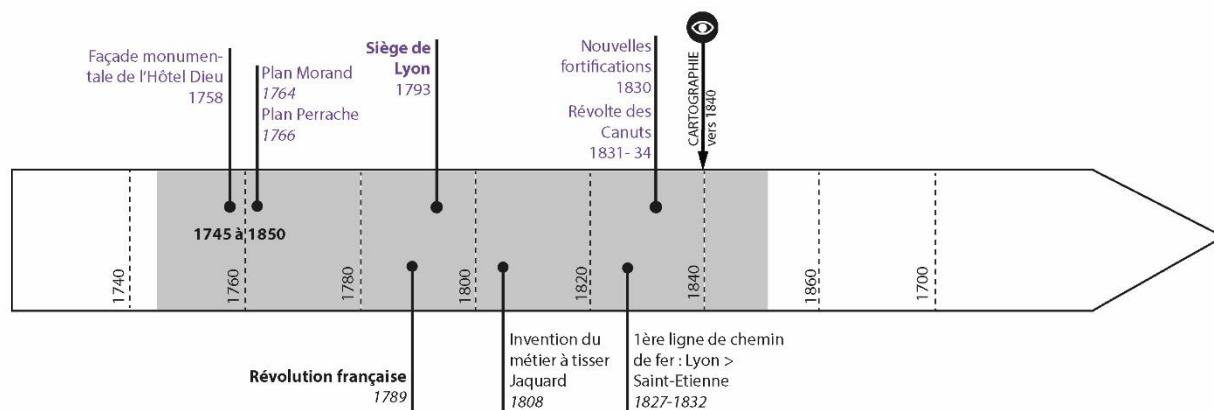 Façade monumen-
tale de l'Hôtel Dieu
1758
Plan Morand
1764
Plan Perrache
1766
Siège de
Lyon
1793
Nouvelles
fortifications
1830
Révolte des
Canuts
1831- 34
CARTOGRAPHIE
vers 1840
1745 à 1850
1740
1760
1780
1800
1820
1840
1860
1700
Révolution française
1789
Invention du
métier à tisser
Jaquard
1808
1ère ligne de chemin
de fer : Lyon >
Saint-Etienne
1827-1832